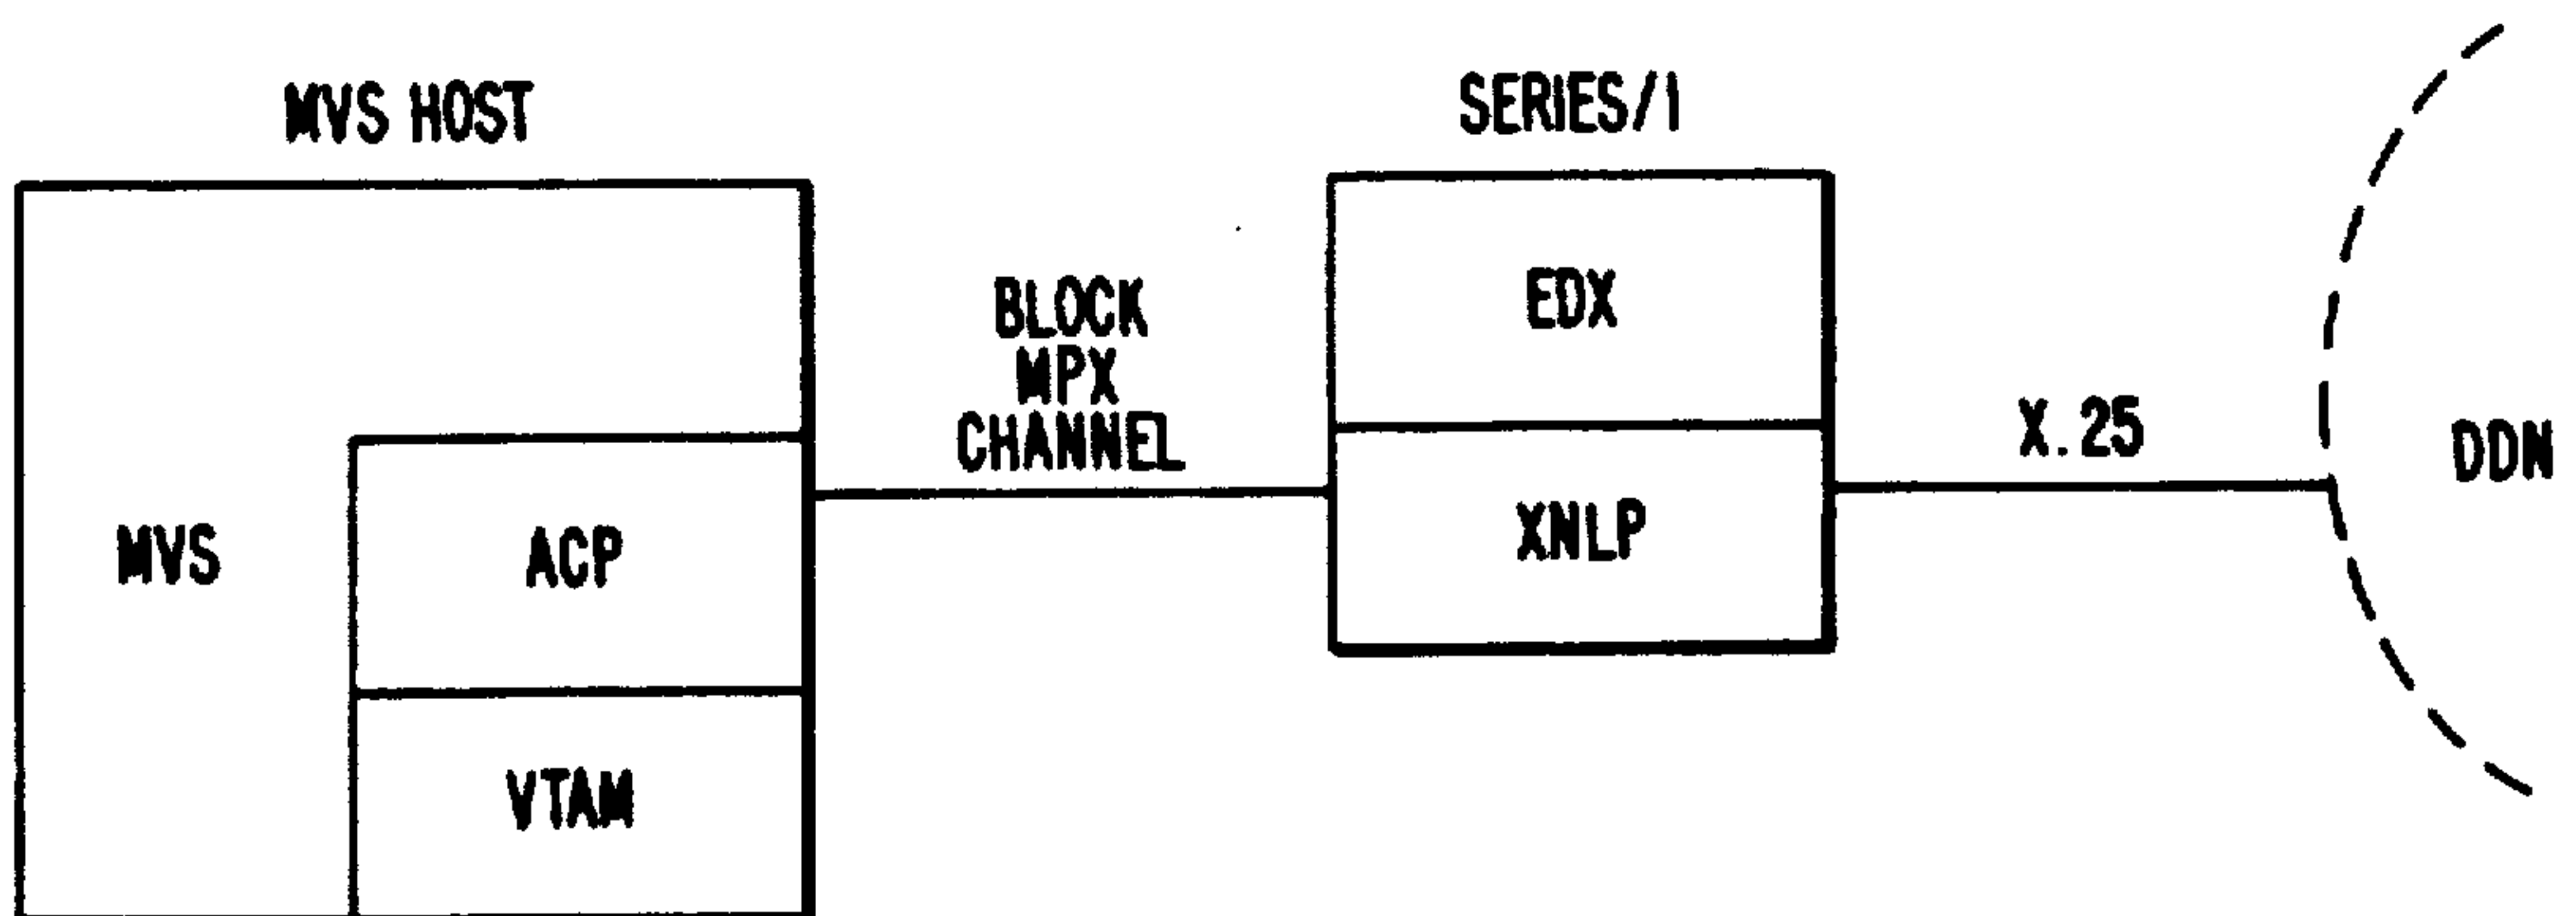 MVS HOST
SERIES/1
BLOCK
MPX
CHANNEL
EDX
X.25
DDN
MVS
ACP
XNLP
VTAM